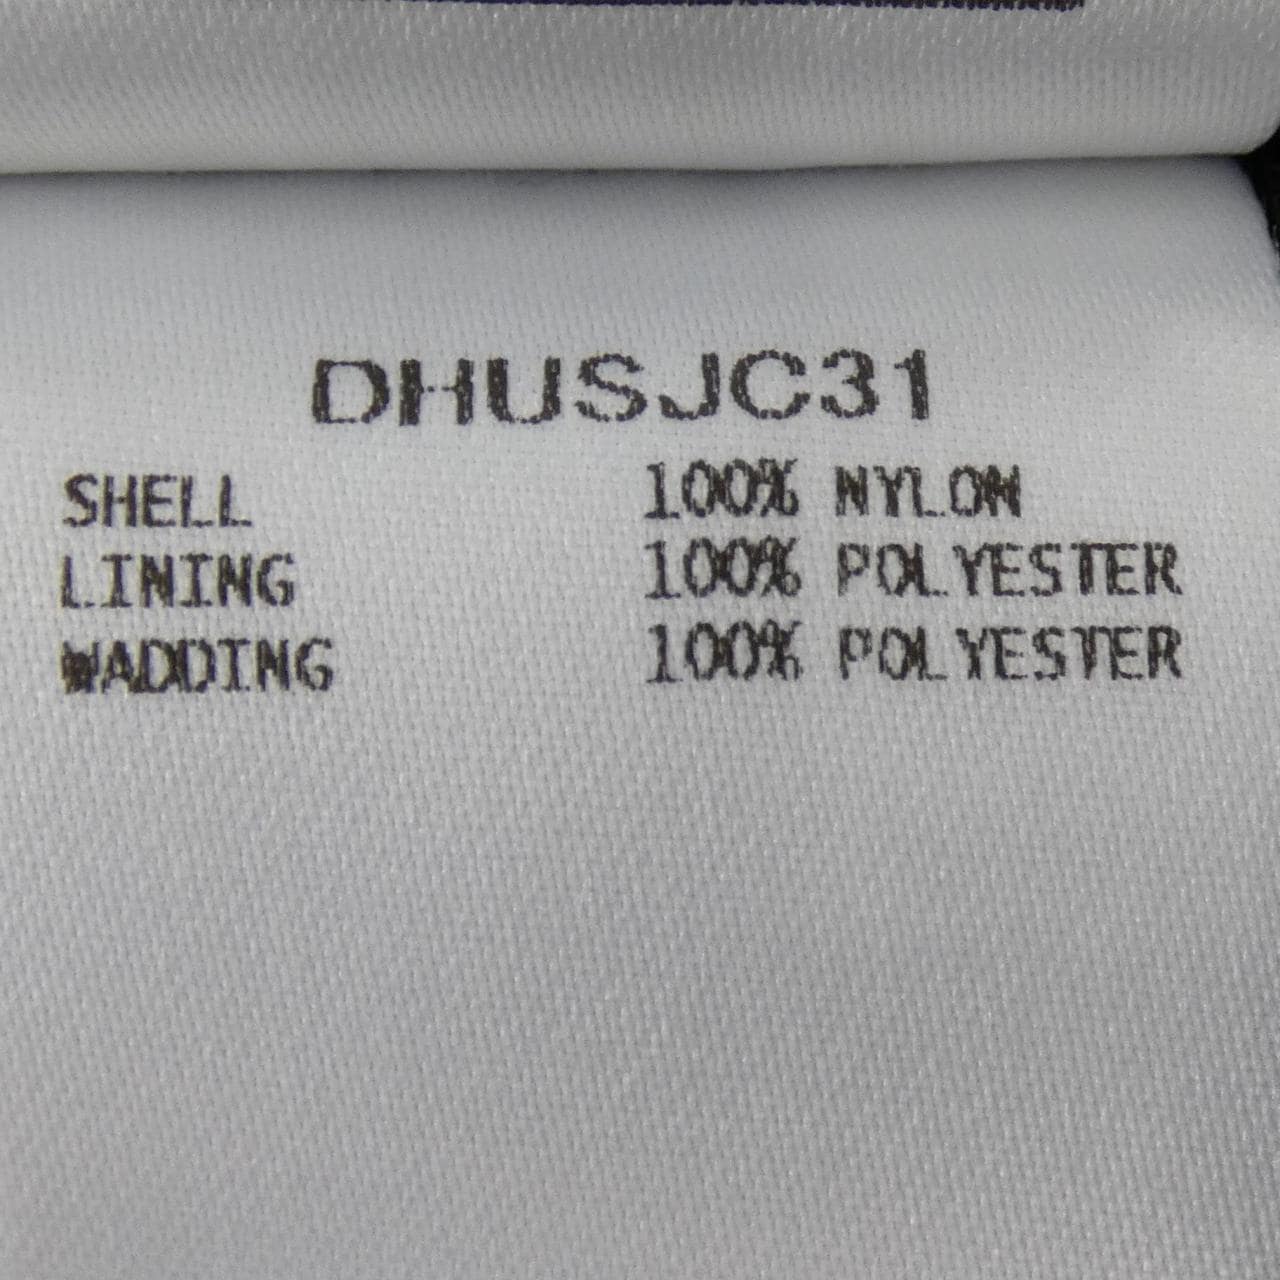 DHUSJC31
SHELL 100% NYLON
LINING 100% POLYESTER
WADDING 100% POLYESTER